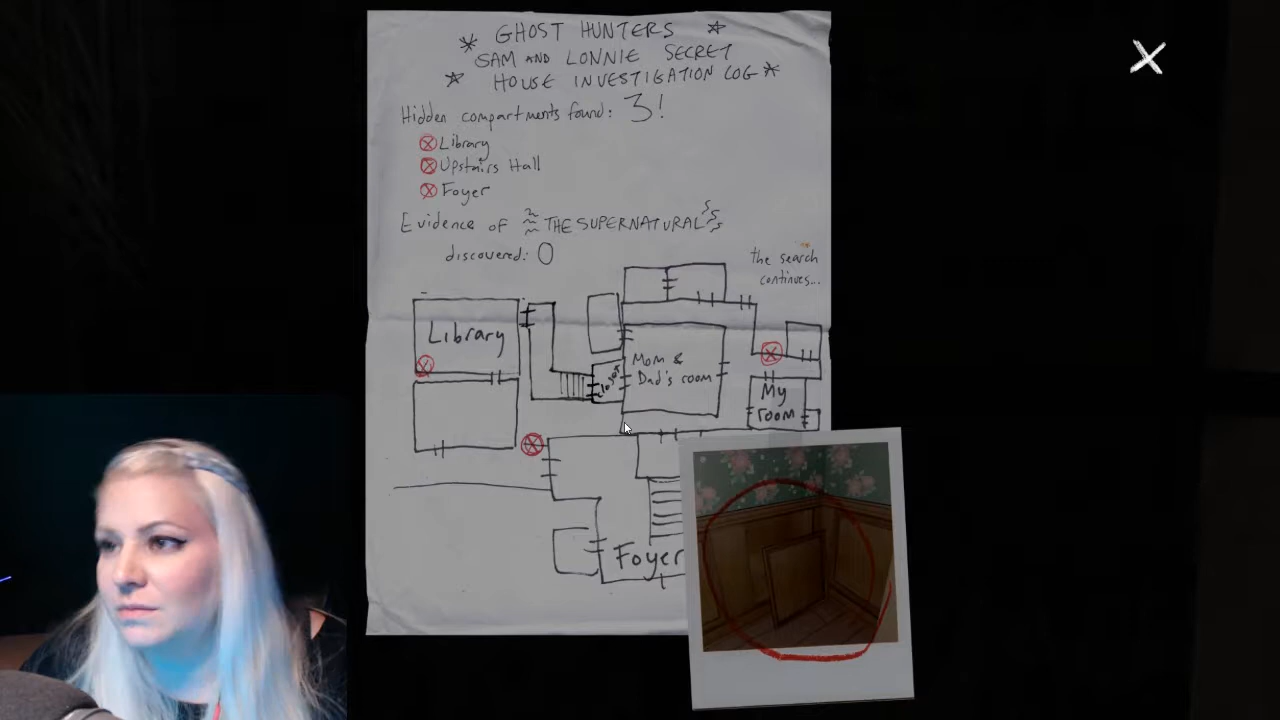 GHOST HUNTERS
SAM AND LONNIE SECRET
HOUSE INVESTIGATION LOG
Hidden compartments found: 3!
Library
Upstairs Hall
Foyer
Evidence of THE SUPERNATURAL
discovered: 0
the search
continues...
Library
Mom &
Dad's room
Closet
My
room
Foyer